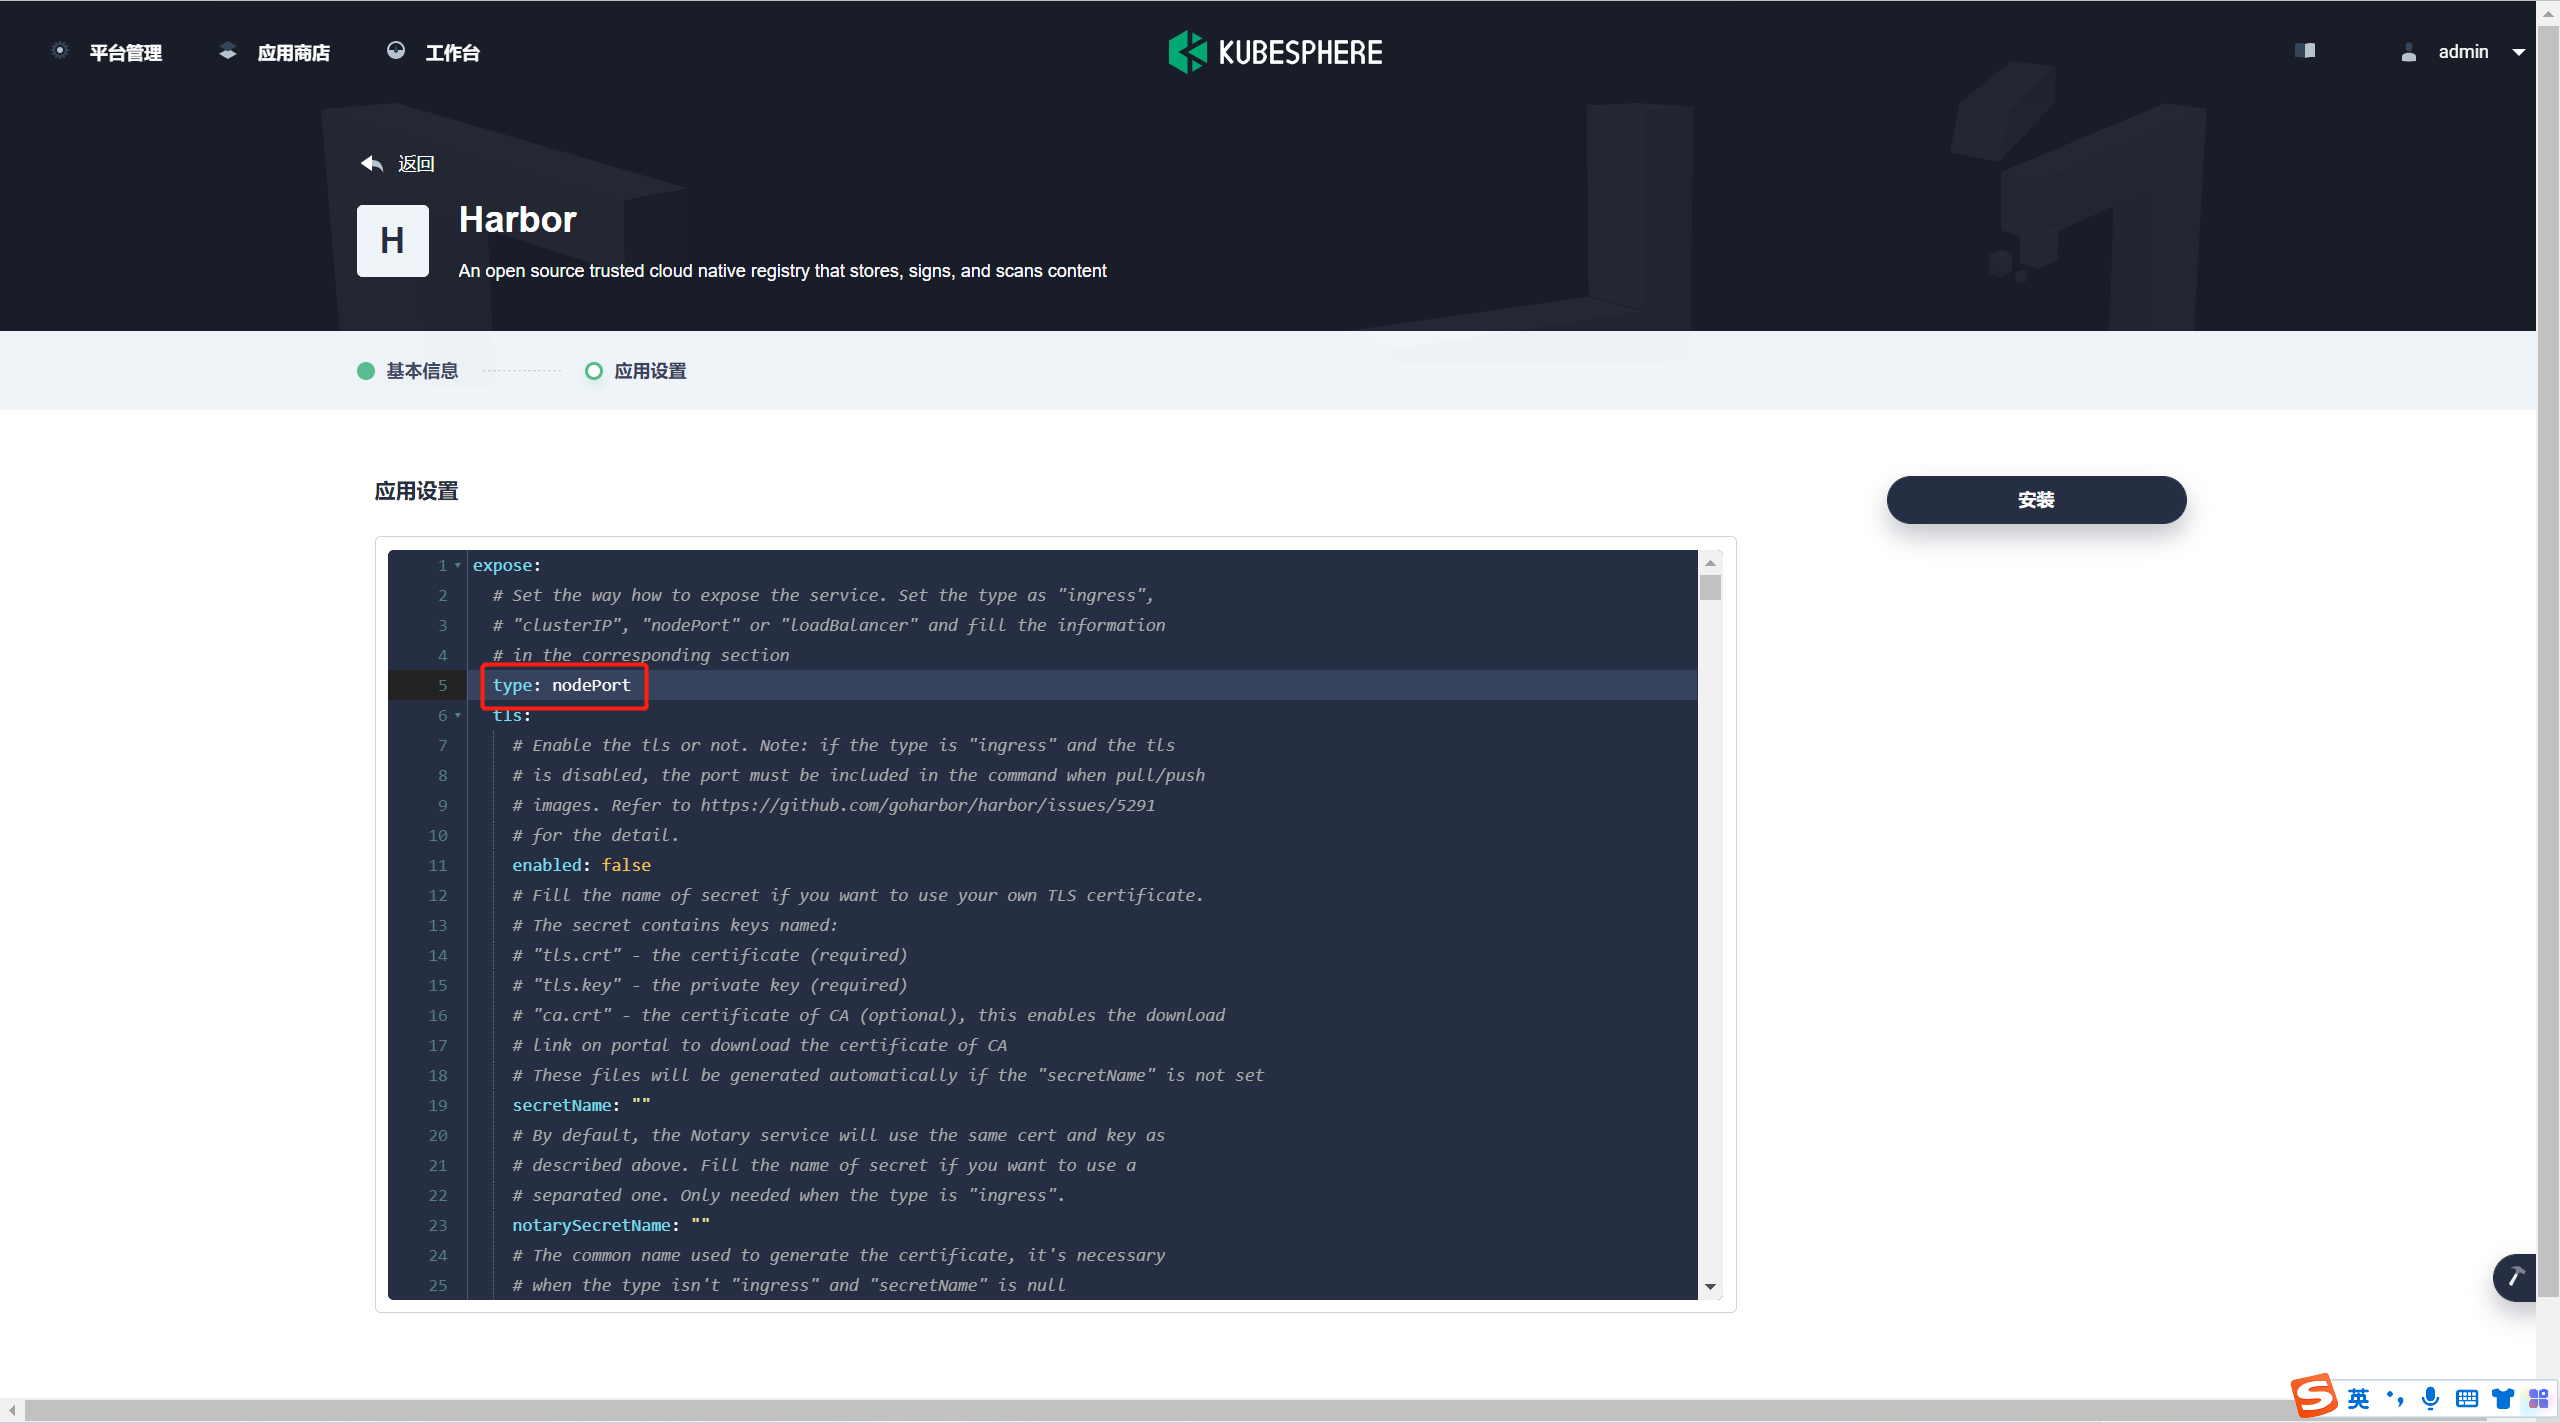 平台管理
应用商店
工作台
KUBESPHERE
admin
返回
H
Harbor
An open source trusted cloud native registry that stores, signs, and scans content
基本信息
应用设置
应用设置
安装
1 expose:
2 # Set the way how to expose the service. Set the type as "ingress",
3 # "clusterIP", "nodePort" or "loadBalancer" and fill the information
4 # in the corresponding section
5 type: nodePort
6 tls:
7 # Enable the tls or not. Note: if the type is "ingress" and the tls
8 # is disabled, the port must be included in the command when pull/push
9 # images. Refer to https://github.com/goharbor/harbor/issues/5291
10 # for the detail.
11 enabled: false
12 # Fill the name of secret if you want to use your own TLS certificate.
13 # The secret contains keys named:
14 # "tls.crt" - the certificate (required)
15 # "tls.key" - the private key (required)
16 # "ca.crt" - the certificate of CA (optional), this enables the download
17 # link on portal to download the certificate of CA
18 # These files will be generated automatically if the "secretName" is not set
19 secretName: ""
20 # By default, the Notary service will use the same cert and key as
21 # described above. Fill the name of secret if you want to use a
22 # separated one. Only needed when the type is "ingress".
23 notarySecretName: ""
24 # The common name used to generate the certificate, it's necessary
25 # when the type isn't "ingress" and "secretName" is null
S 英